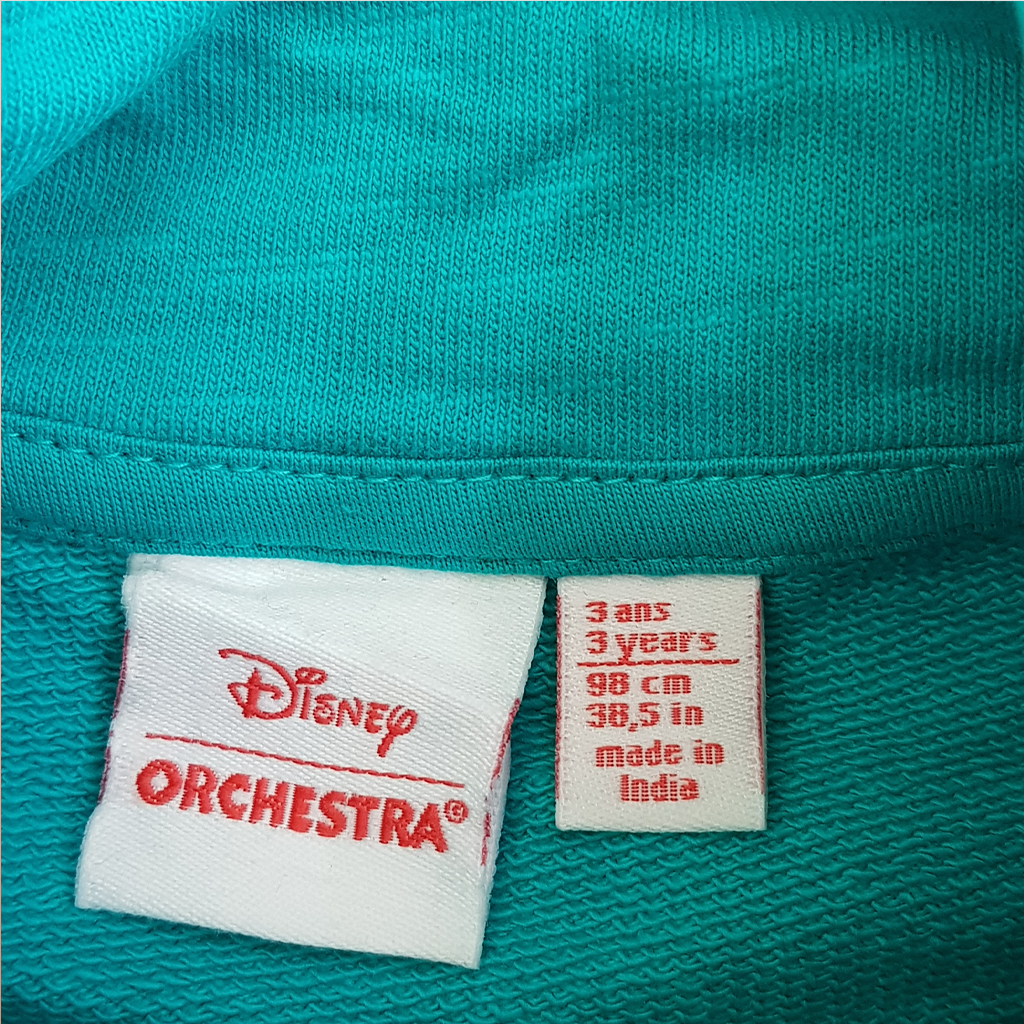 Disney
ORCHESTRA©
3 ans
3 years
98 cm
38,5 in
made in
India